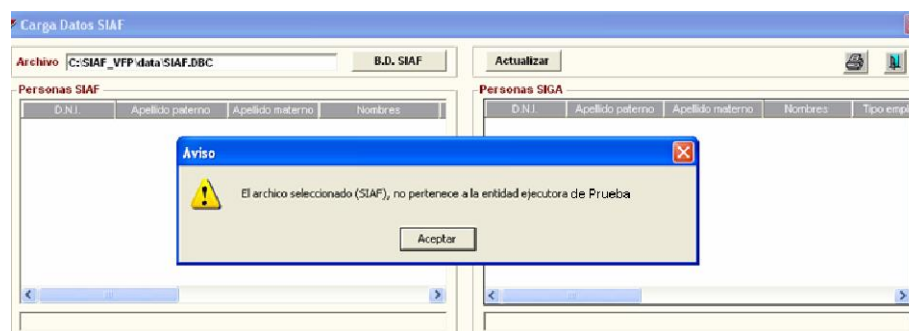 Carga Datos SIAF
Archivo C:\SIAF_VFP\data\SIAF.DBC B.D. SIAF Actualizar
Personas SIAF Personas SIGA
D.N.I. Apellido paterno Apellido materno Nombres D.N.I. Apellido paterno Apellido materno Nombres Tipo empl
Aviso
El archico seleccionado (SIAF), no pertenece a la entidad ejecutora de Prueba
Aceptar